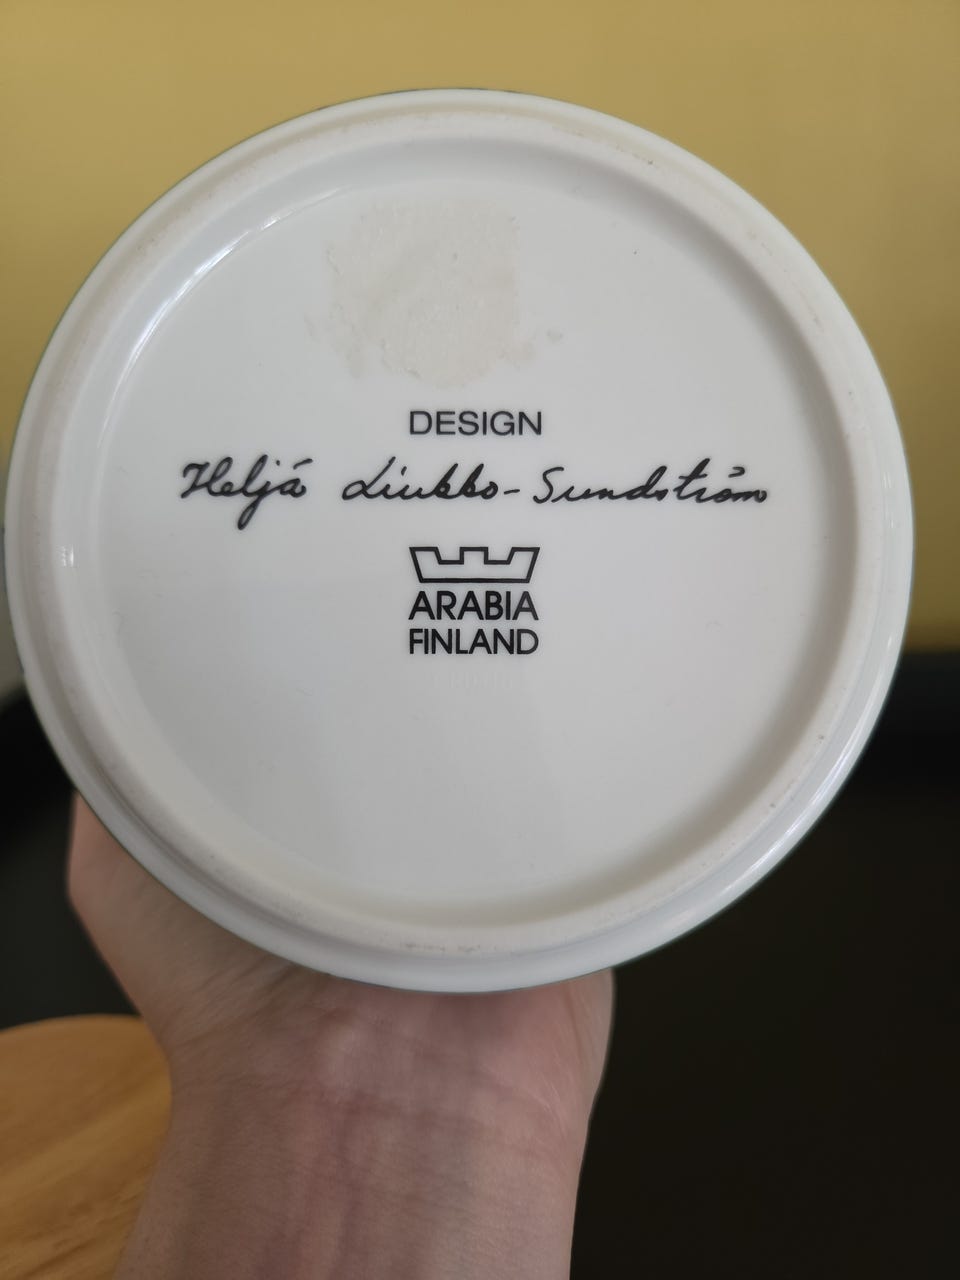 DESIGN
Heljä Liukko-Sundström
ARABIA
FINLAND